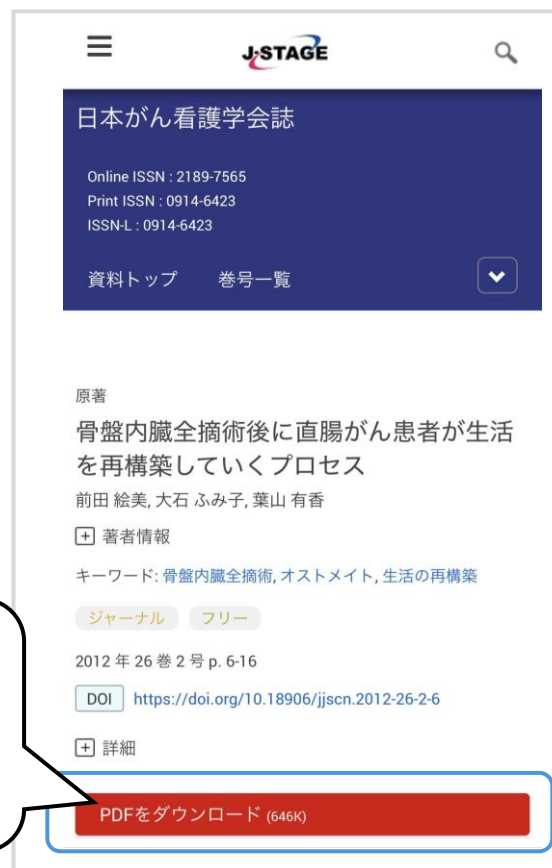 J-STAGE
日本がん看護学会誌
Online ISSN : 2189-7565
Print ISSN : 0914-6423
ISSN-L : 0914-6423
資料トップ 巻号一覧
原著
骨盤内臓全摘術後に直腸がん患者が生活
を再構築していくプロセス
前田 絵美, 大石 ふみ子, 葉山 有香
著者情報
キーワード: 骨盤内臓全摘術, オストメイト, 生活の再構築
ジャーナル フリー
2012 年 26 巻 2 号 p. 6-16
DOI https://doi.org/10.18906/jjscn.2012-26-2-6
詳細
PDFをダウンロード (646K)